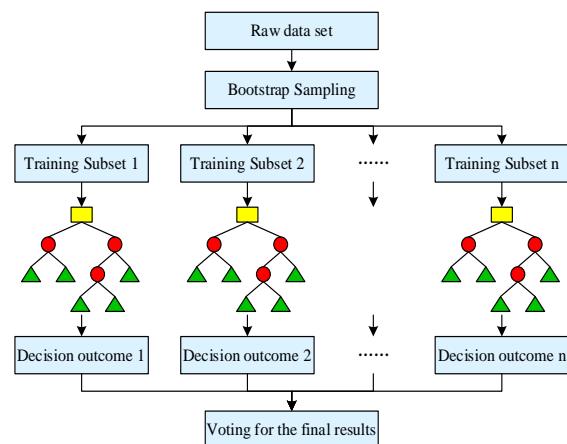 Raw data set
Bootstrap Sampling
Training Subset 1
Training Subset 2
......
Training Subset n
Decision outcome 1
Decision outcome 2
......
Decision outcome n
Voting for the final results